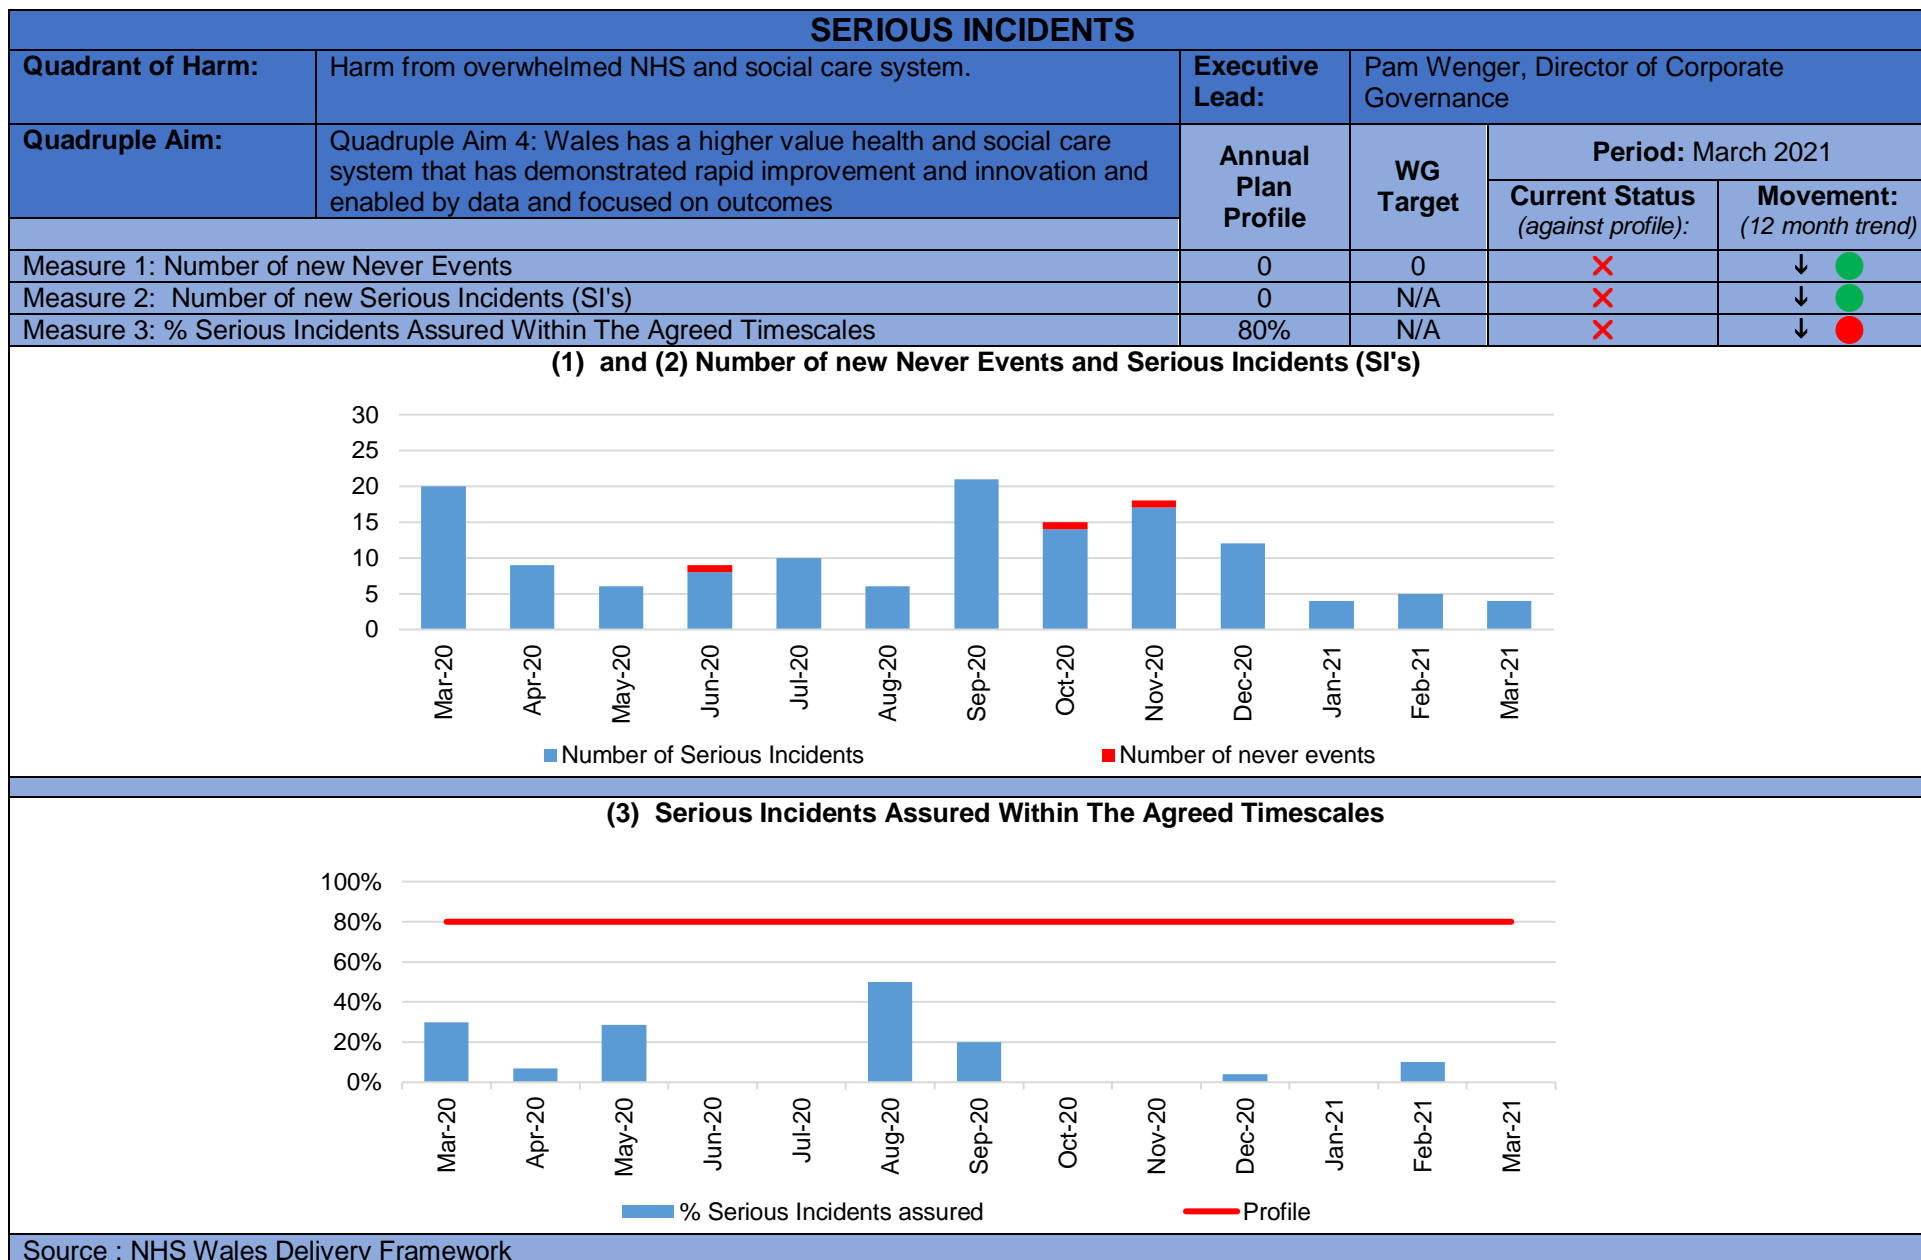 SERIOUS INCIDENTS
Quadrant of Harm:
Harm from overwhelmed NHS and social care system.
Executive
Lead:
Pam Wenger, Director of Corporate
Governance
Quadruple Aim:
Quadruple Aim 4: Wales has a higher value health and social care
system that has demonstrated rapid improvement and innovation and
enabled by data and focused on outcomes
Annual
Plan
Profile
WG
Target
Period: March 2021
Current Status
(against profile):
Movement:
(12 month trend)
Measure 1: Number of new Never Events 0 0 ✕ ↓
Measure 2:  Number of new Serious Incidents (SI's) 0 N/A ✕ ↓
Measure 3: % Serious Incidents Assured Within The Agreed Timescales 80% N/A ✕ ↓
(1)  and (2) Number of new Never Events and Serious Incidents (SI's)
30
25
20
15
10
5
0
Mar-20
Apr-20
May-20
Jun-20
Jul-20
Aug-20
Sep-20
Oct-20
Nov-20
Dec-20
Jan-21
Feb-21
Mar-21
Number of Serious Incidents
Number of never events
(3)  Serious Incidents Assured Within The Agreed Timescales
100%
80%
60%
40%
20%
0%
Mar-20
Apr-20
May-20
Jun-20
Jul-20
Aug-20
Sep-20
Oct-20
Nov-20
Dec-20
Jan-21
Feb-21
Mar-21
% Serious Incidents assured
Profile
Source : NHS Wales Delivery Framework